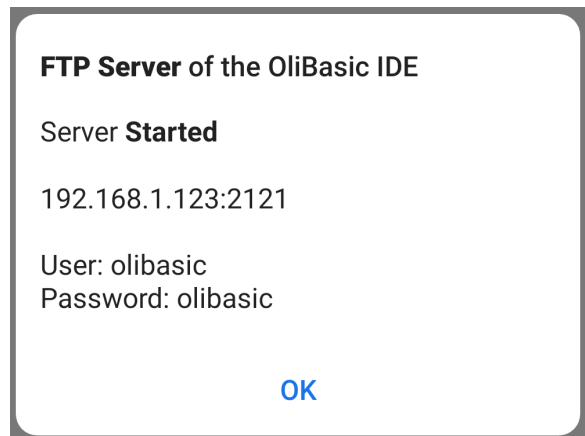 FTP Server of the OliBasic IDE
Server Started
192.168.1.123:2121
User: olibasic
Password: olibasic
OK